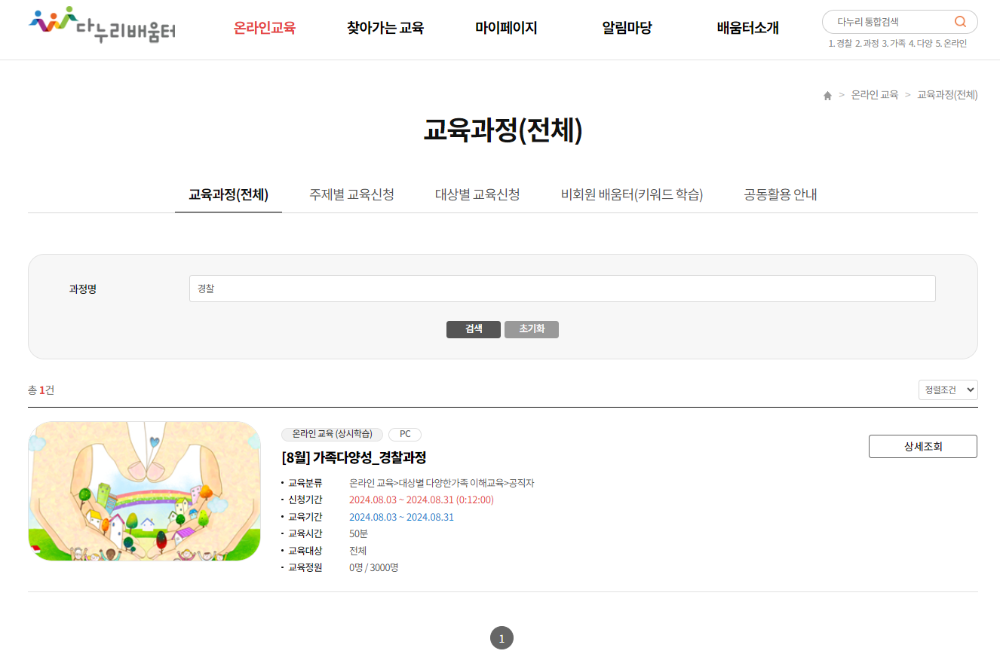 다누리배움터
온라인교육 찾아가는 교육 마이페이지 알림마당 배움터소개
다누리 통합검색
1. 경찰 2. 과정 3. 가족 4. 다양 5. 온라인
> 온라인 교육 > 교육과정(전체)
교육과정(전체)
교육과정(전체) 주제별 교육신청 대상별 교육신청 비회원 배움터(키워드 학습) 공동활용 안내
과정명 경찰
검색 초기화
총 1건 정렬조건
온라인 교육 (상시학습) PC
상세조회
[8월] 가족다양성_경찰과정
· 교육분류 온라인 교육>대상별 다양한가족 이해교육>공직자
· 신청기간 2024.08.03 ~ 2024.08.31 (0:12:00)
· 교육기간 2024.08.03 ~ 2024.08.31
· 교육시간 50분
· 교육대상 전체
· 교육정원 0명 / 3000명
1